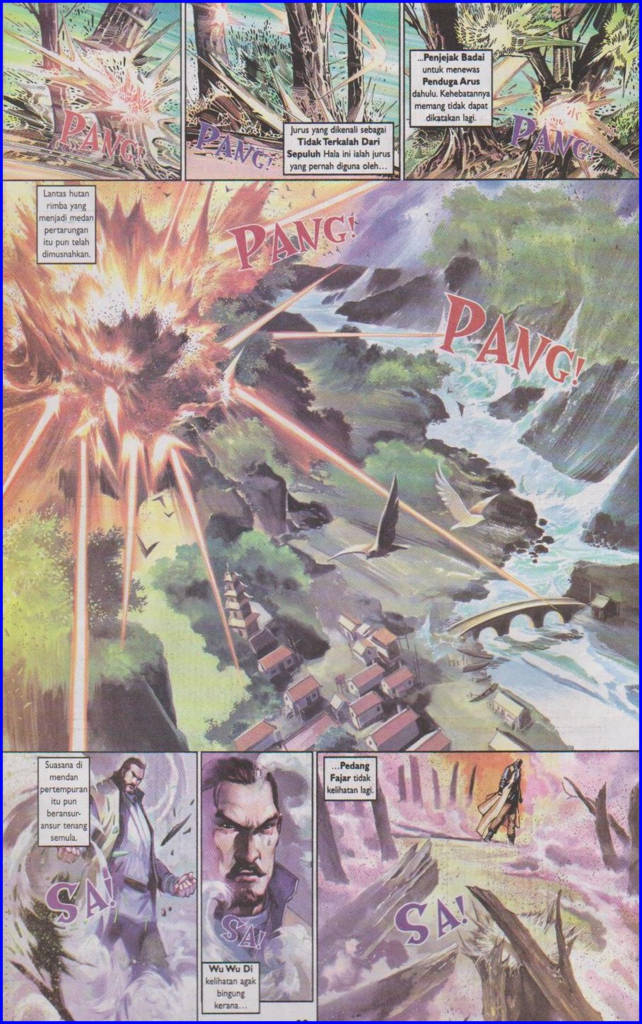 PANG!
PANG!
Jurus yang dikenali sebagai
Tidak Terkalah Dari
Sepuluh Hala ini ialah jurus
yang pernah diguna oleh...
...Penjejak Badai
untuk menewas
Penduga Arus
dahulu. Kehebatannya
memang tidak dapat
dikatakan lagi.
PANG!
Lantas hutan
rimba yang
menjadi medan
pertarungan
itu pun telah
dimusnahkan.
PANG!
PANG!
Suasana di
mendan
pertempuran
itu pun
beransur-
ansur tenang
semula.
SA!
SA!
Wu Wu Di
kelihatan agak
bingung
kerana...
...Pedang
Fajar tidak
kelihatan lagi.
SA!